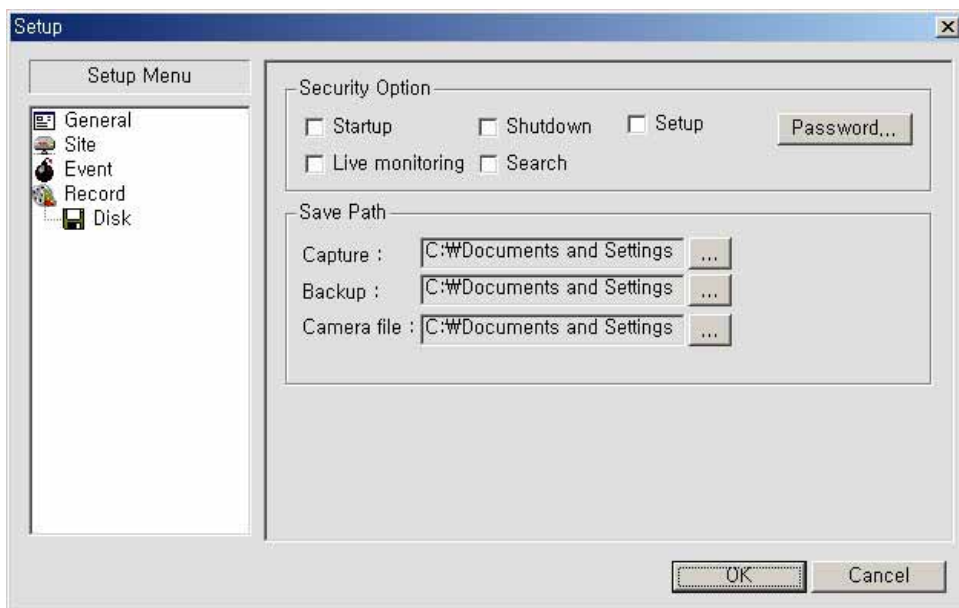 Setup
Setup Menu
General
Site
Event
Record
Disk
Security Option
Startup
Shutdown
Setup
Password...
Live monitoring
Search
Save Path
Capture :
C:₩Documents and Settings
...
Backup :
C:₩Documents and Settings
...
Camera file :
C:₩Documents and Settings
...
OK
Cancel